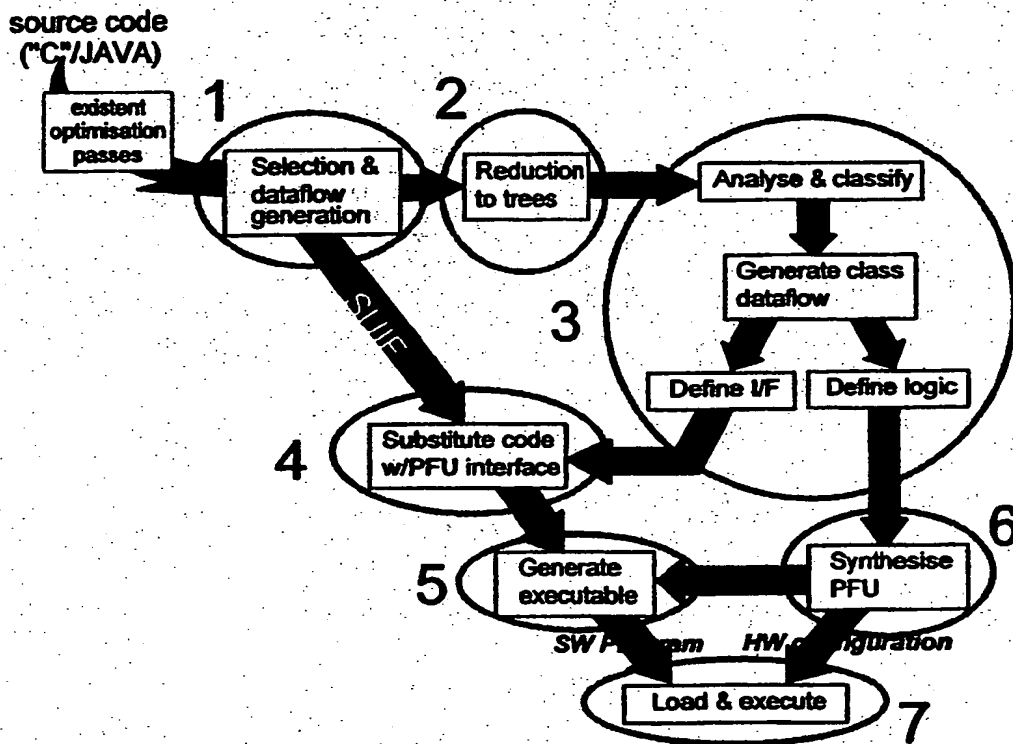 source code
("C"/JAVA)
existent
optimisation
passes
1
Selection &
dataflow
generation
2
Reduction
to trees
Analyse & classify
Generate class
dataflow
3
Define I/F
Define logic
SUIF
4
Substitute code
w/PFU interface
5
Generate
executable
6
Synthesise
PFU
SW Program
HW configuration
Load & execute
7